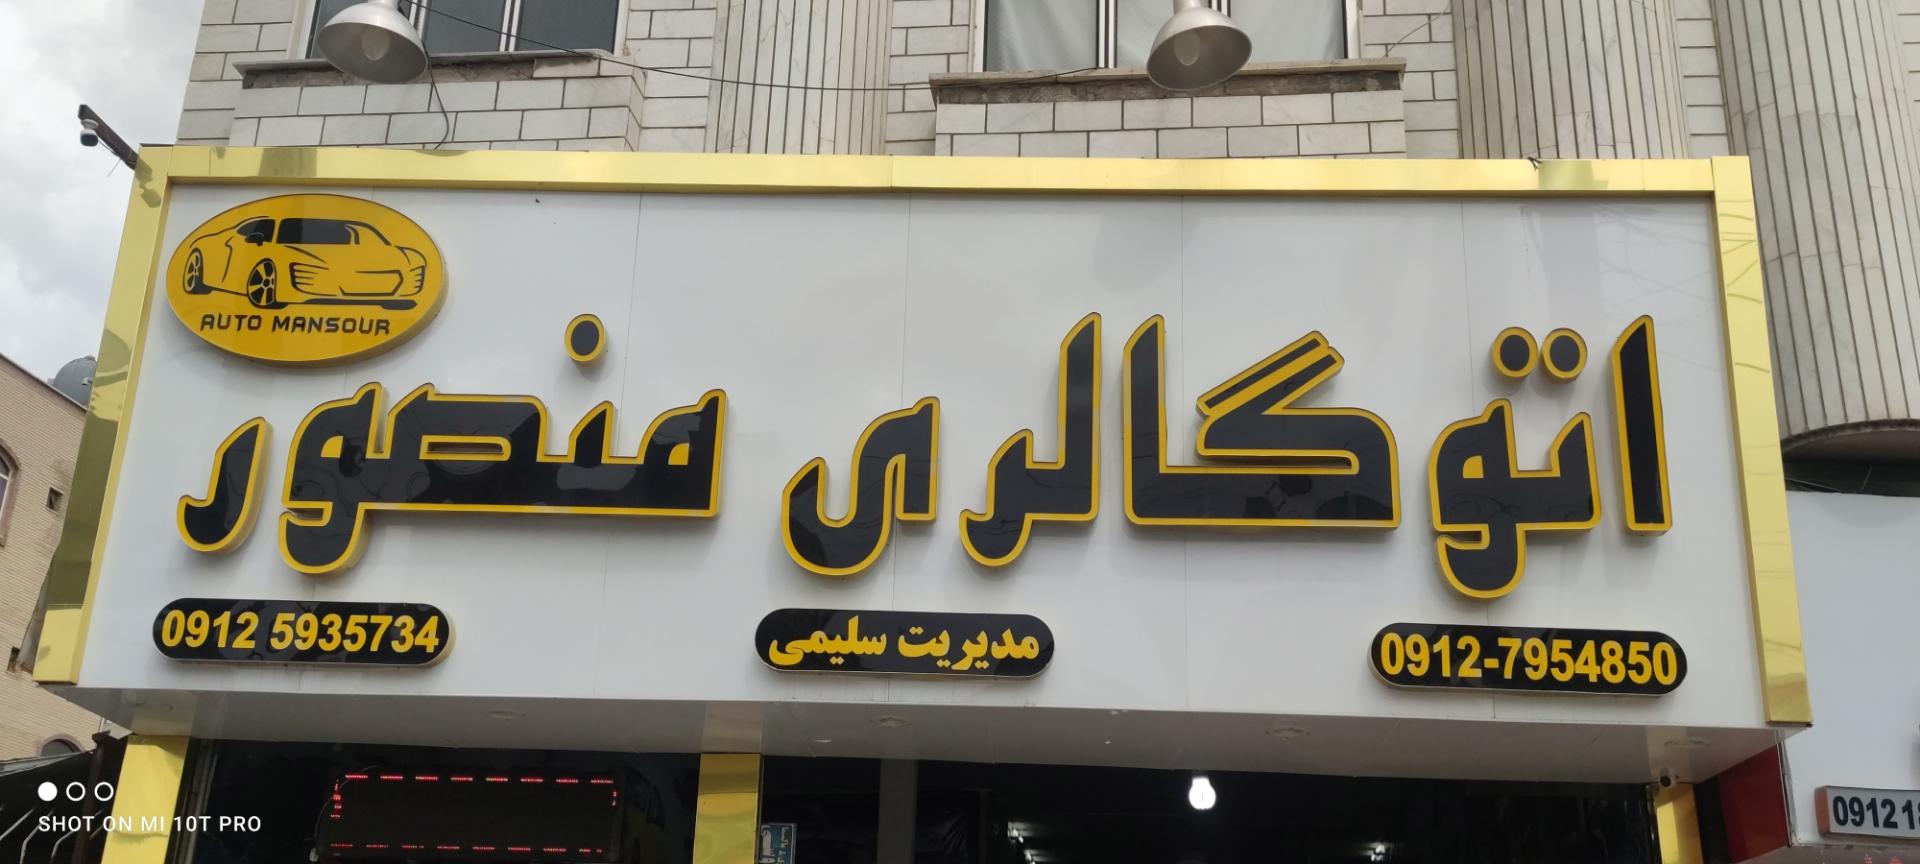 AUTO MANSOUR
اتوگالری منصور
0912-7954850
مدیریت سلیمی
0912 5935734
SHOT ON MI 10T PRO